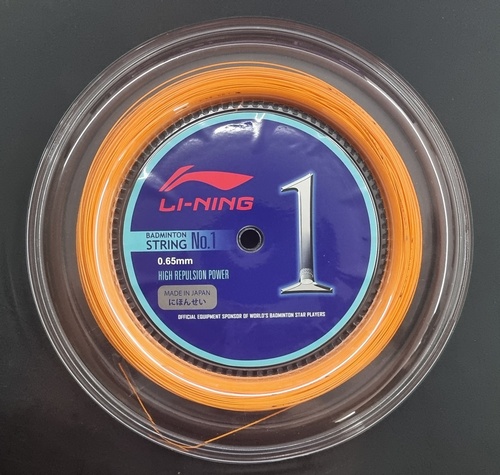 LI-NING
BADMINTON
STRING No.1
0.65mm
HIGH REPULSION POWER
1
MADE IN JAPAN
にほんせい
OFFICIAL EQUIPMENT SPONSOR OF WORLD'S BADMINTON STAR PLAYERS